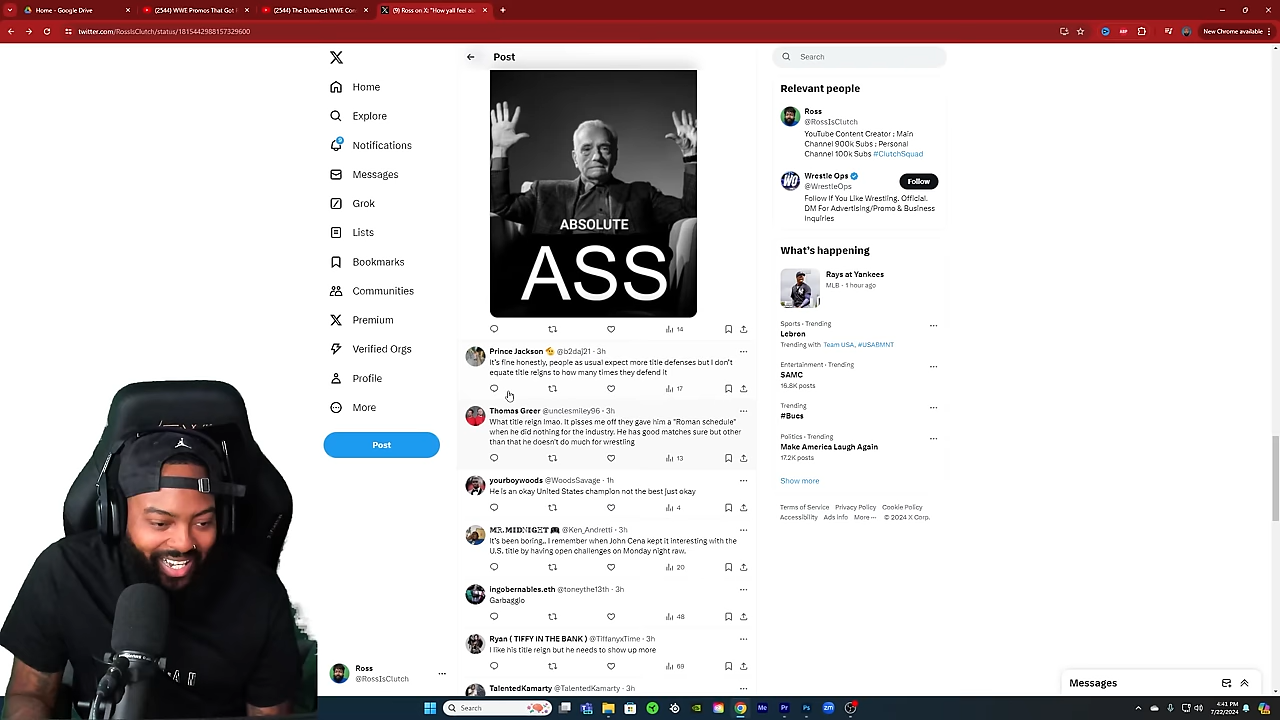 Home - Google Drive
(2544) WWE Promos That Got
(2544) The Dumbest WWE Con
(9) Ross on X: "How yall feel ab
twitter.com/RossIsClutch/status/1815442988157329600
New Chrome available
Home
Explore
Notifications
Messages
Grok
Lists
Bookmarks
Communities
Premium
Verified Orgs
Profile
More
Post
Ross
@RossIsClutch
Post
ABSOLUTE
ASS
14
Prince Jackson 🫡 @b2daj21 · 3h
It's fine honestly, people as usual expect more title defenses but I don't
equate title reigns to how many times they defend it
17
Thomas Greer @unclesmiley96 · 3h
What title reign lmao. It pisses me off they gave him a "Roman schedule"
when he did nothing for the industry. He has good matches sure but other
than that he doesn't do much for wrestling
13
yourboywoods @WoodsSavage · 1h
He is an okay United States champion not the best just okay
4
MR. MIDNIGHT 🎮 @Ken_Andretti · 3h
It's been boring.. I remember when John Cena kept it interesting with the
U.S. title by having open challenges on Monday night raw.
20
ingobernables.eth @toneythe13th · 3h
Garbaggio
48
Ryan ( TIFFY IN THE BANK ) @TiffanyxTime · 3h
I like his title reign but he needs to show up more
69
TalentedKamarty @TalentedKamarty · 3h
Search
Relevant people
Ross
@RossIsClutch
YouTube Content Creator ; Main
Channel 900k Subs ; Personal
Channel 100k Subs #ClutchSquad
Wrestle Ops
@WrestleOps
Follow
Follow If You Like Wrestling. Official.
DM For Advertising/Promo & Business
Inquiries
What's happening
Rays at Yankees
MLB · 1 hour ago
Sports · Trending
Lebron
Trending with Team USA, #USABMNT
Entertainment · Trending
SAMC
16.8K posts
Trending
#Bucs
Politics · Trending
Make America Laugh Again
17.2K posts
Show more
Terms of Service Privacy Policy Cookie Policy
Accessibility Ads info More ··· © 2024 X Corp.
Messages
Search
4:41 PM
7/22/2024